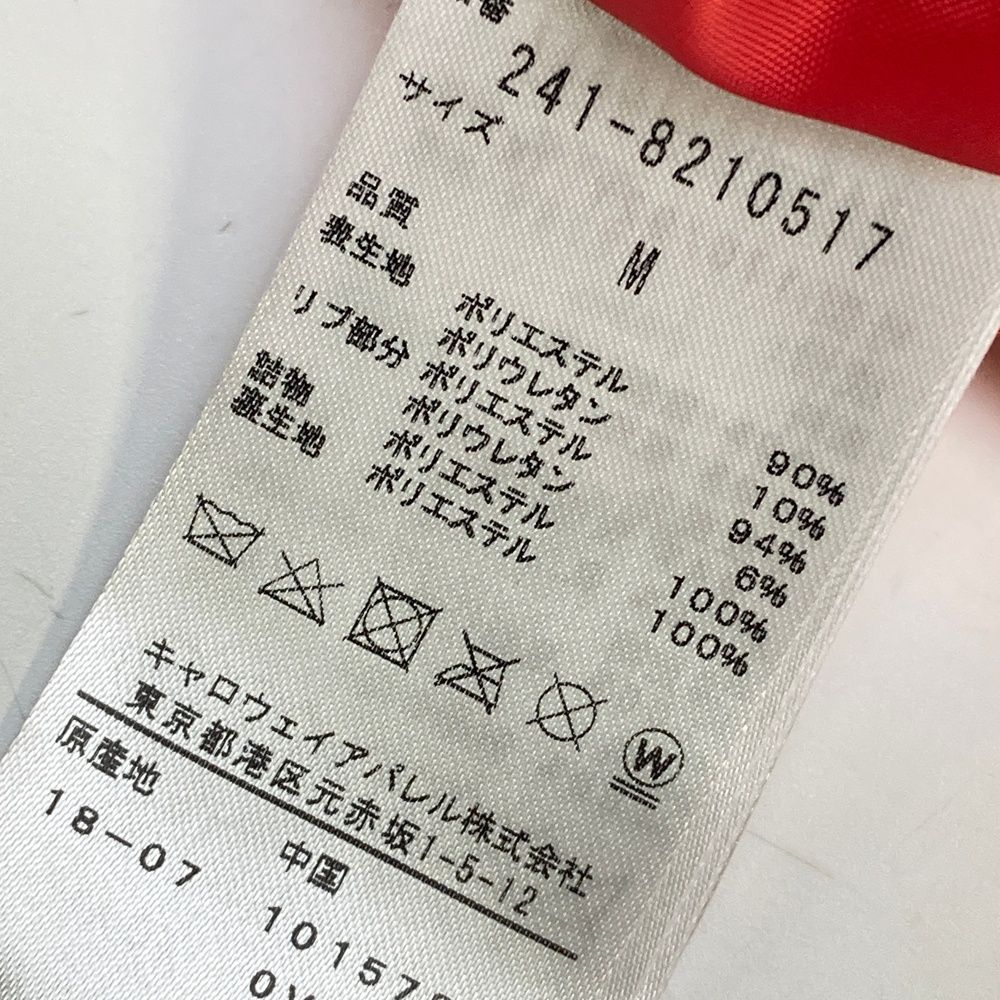 241-8210517
サイズ M
品質
表生地 ポリエステル 90%
ポリウレタン 10%
リブ部分 ポリエステル 94%
ポリウレタン 6%
詰物 ポリエステル 100%
裏生地 ポリエステル 100%
W
キャロウェイアパレル株式会社
東京都港区元赤坂1-5-12
原産地 中国
18-07